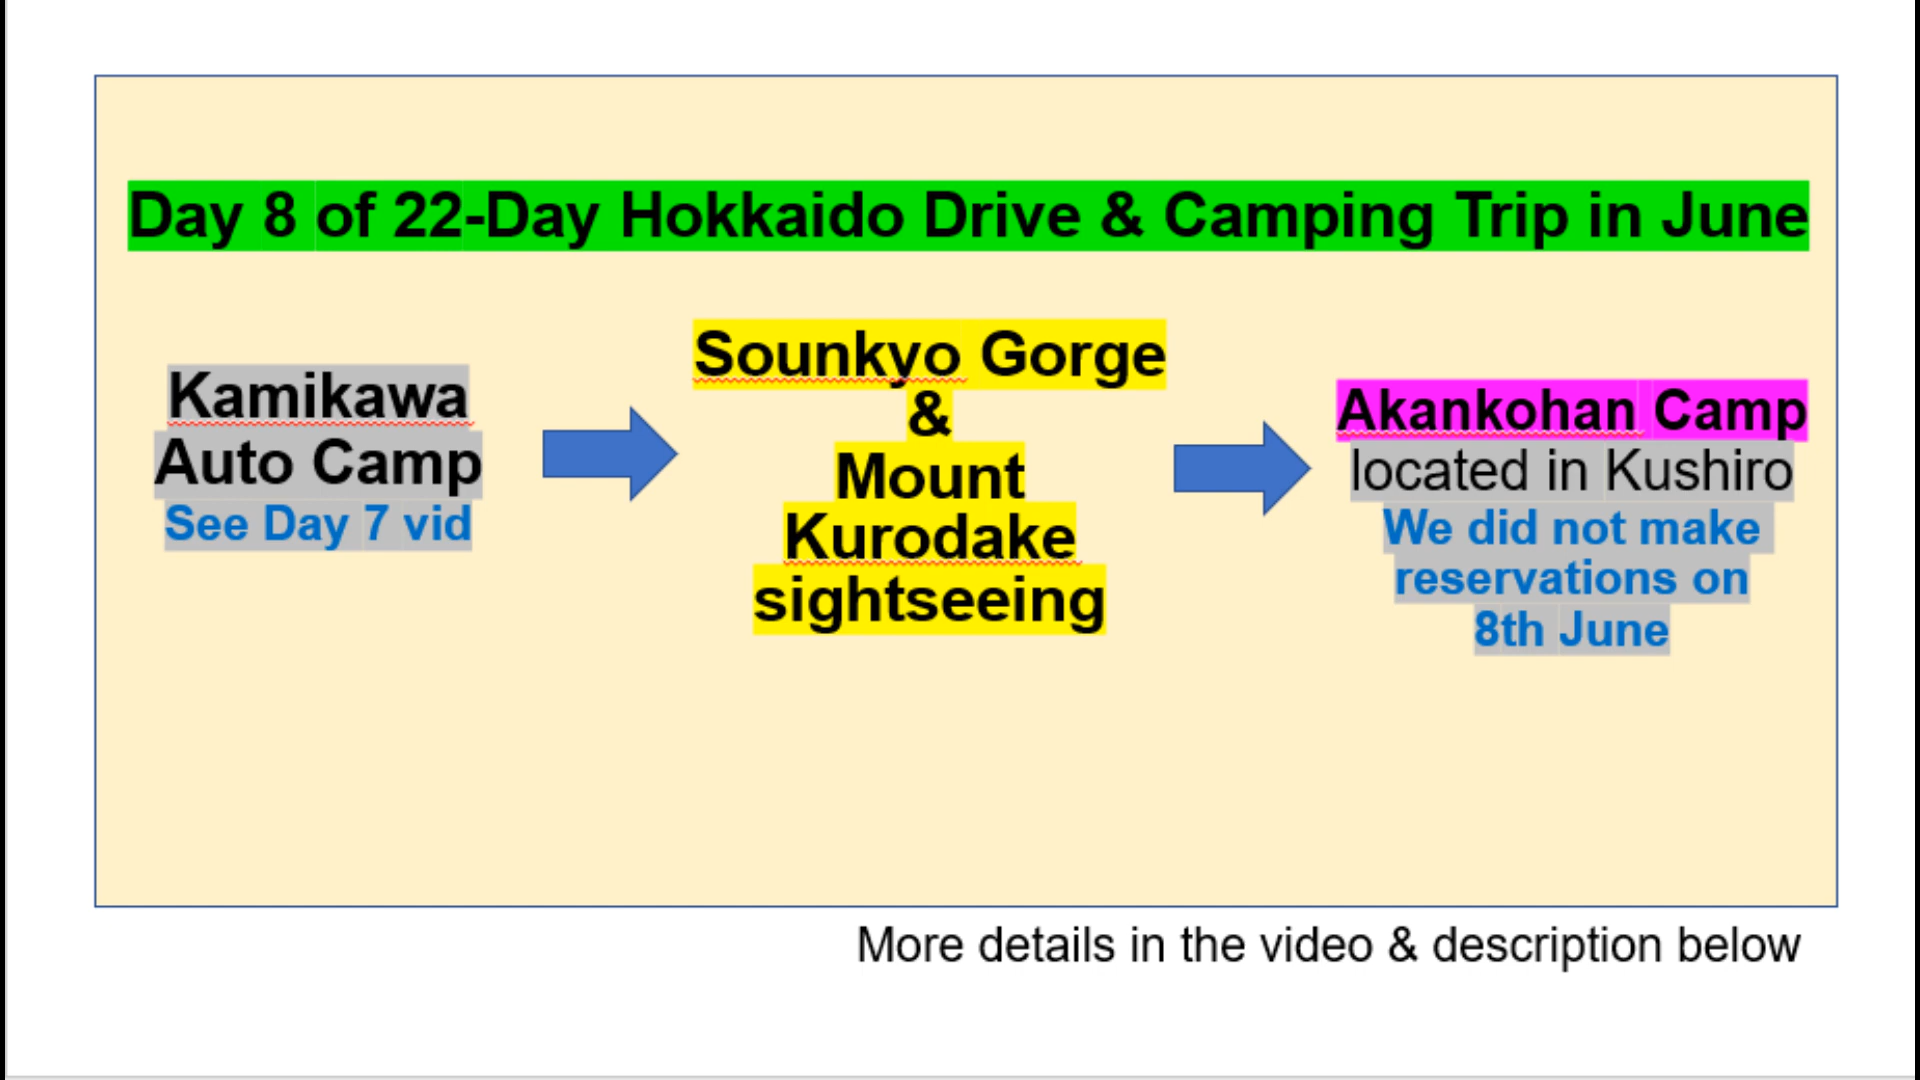 Day 8 of 22-Day Hokkaido Drive & Camping Trip in June
Kamikawa
Auto Camp
See Day 7 vid
Sounkyo Gorge
&
Mount
Kurodake
sightseeing
Akankohan Camp
located in Kushiro
We did not make
reservations on
8th June
More details in the video & description below